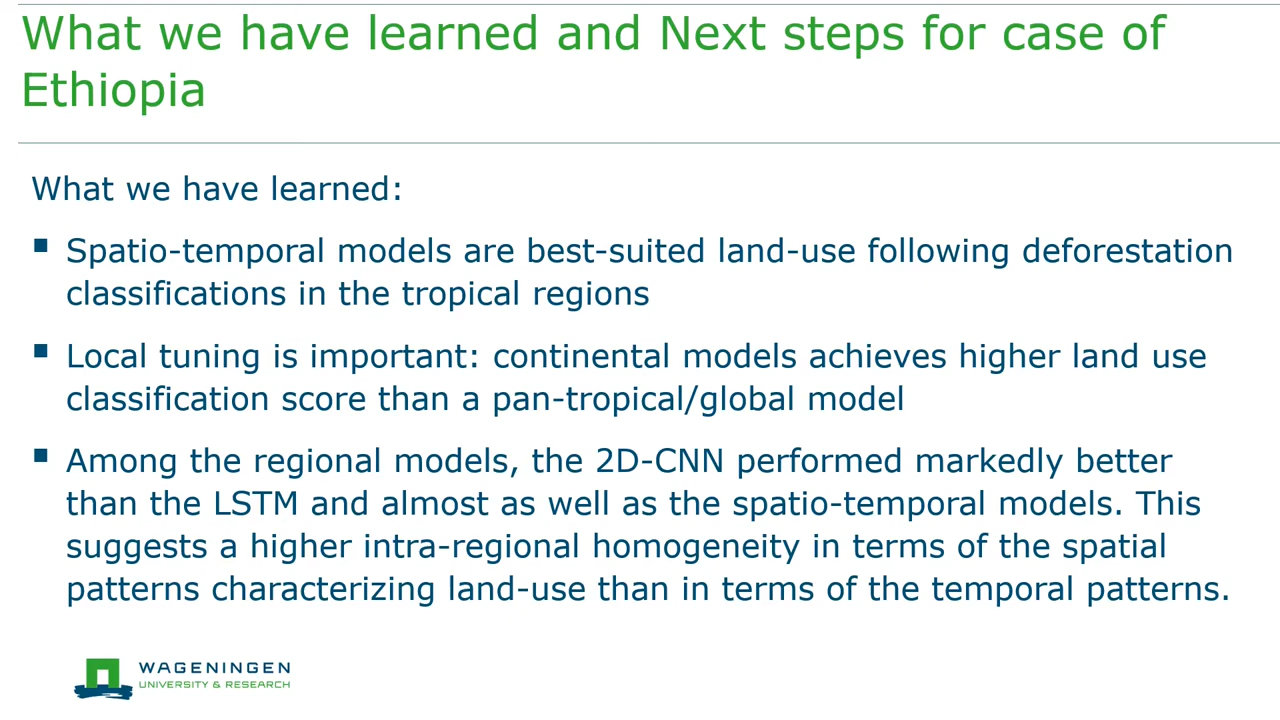 What we have learned and Next steps for case of
Ethiopia
What we have learned:
▪ Spatio-temporal models are best-suited land-use following deforestation
classifications in the tropical regions
▪ Local tuning is important: continental models achieves higher land use
classification score than a pan-tropical/global model
▪ Among the regional models, the 2D-CNN performed markedly better
than the LSTM and almost as well as the spatio-temporal models. This
suggests a higher intra-regional homogeneity in terms of the spatial
patterns characterizing land-use than in terms of the temporal patterns.
WAGENINGEN
UNIVERSITY & RESEARCH